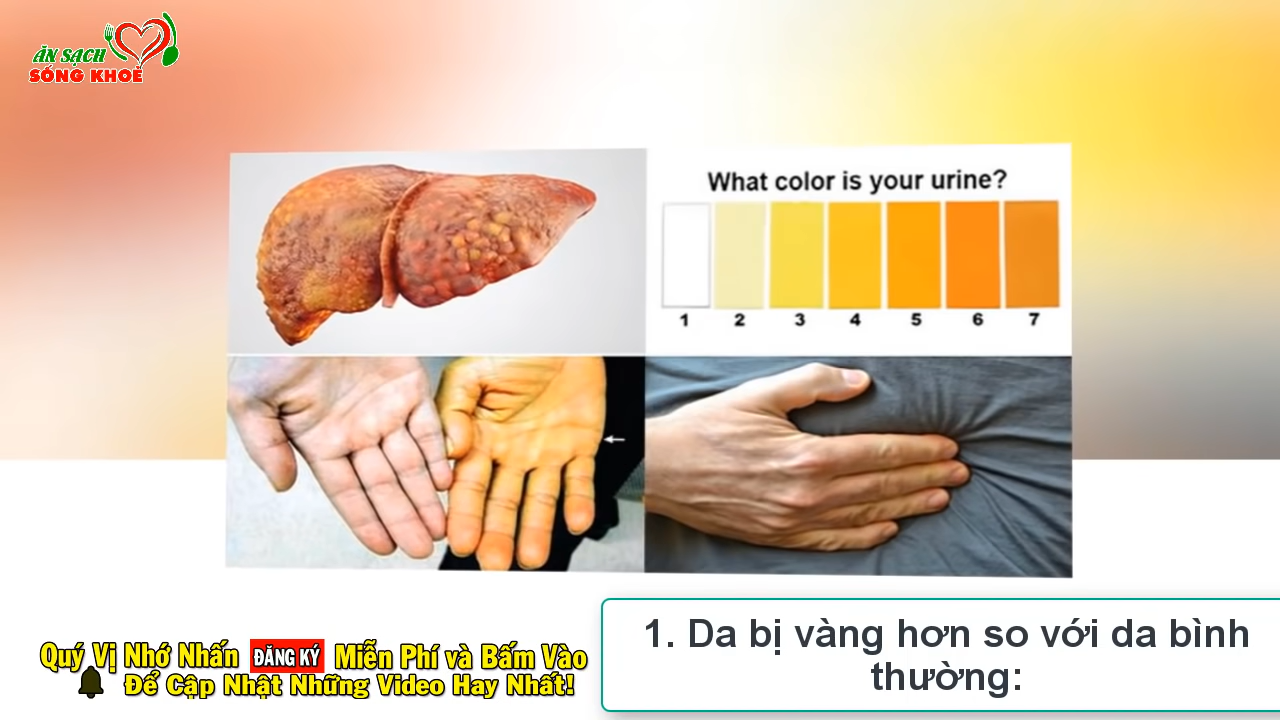 ĂN SẠCH
SỐNG KHOẺ
What color is your urine?
1 2 3 4 5 6 7
1. Da bị vàng hơn so với da bình
thường:
Quý Vị Nhớ Nhấn ĐĂNG KÝ Miễn Phí và Bấm Vào
Để Cập Nhật Những Video Hay Nhất!